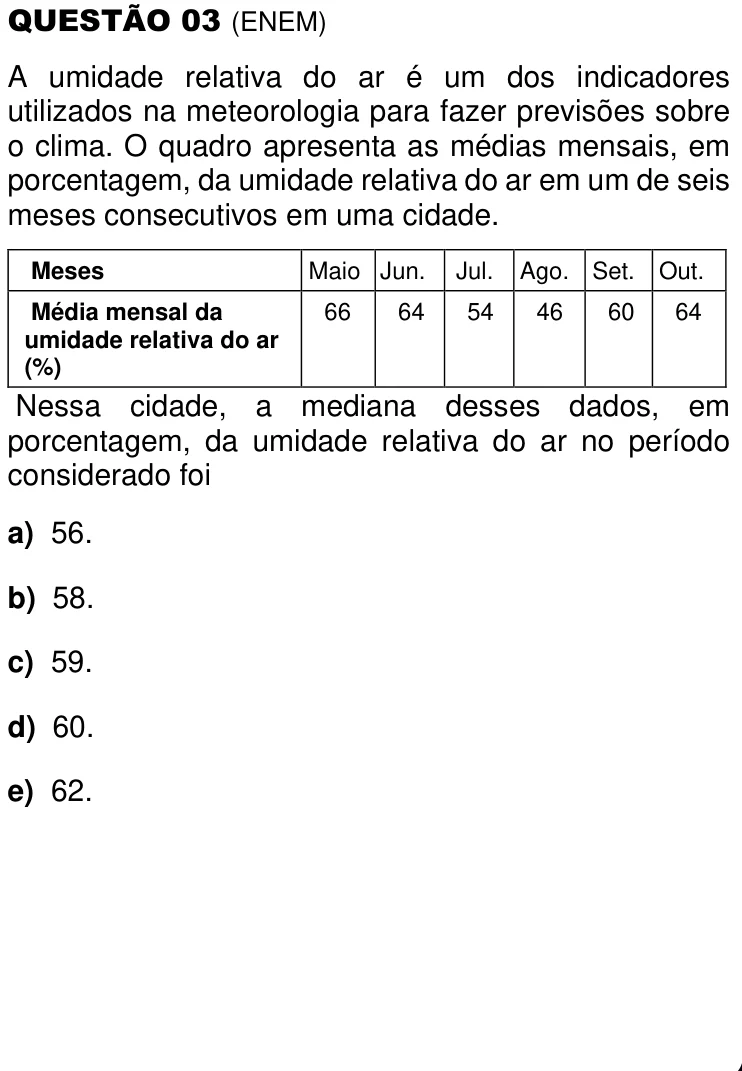 QUESTÃO 03 (ENEM)
A umidade relativa do ar é um dos indicadores
utilizados na meteorologia para fazer previsões sobre
o clima. O quadro apresenta as médias mensais, em
porcentagem, da umidade relativa do ar em um de seis
meses consecutivos em uma cidade.
Meses Maio Jun. Jul. Ago. Set. Out.
Média mensal da 66 64 54 46 60 64
umidade relativa do ar
(%)
Nessa cidade, a mediana desses dados, em
porcentagem, da umidade relativa do ar no período
considerado foi
a) 56.
b) 58.
c) 59.
d) 60.
e) 62.